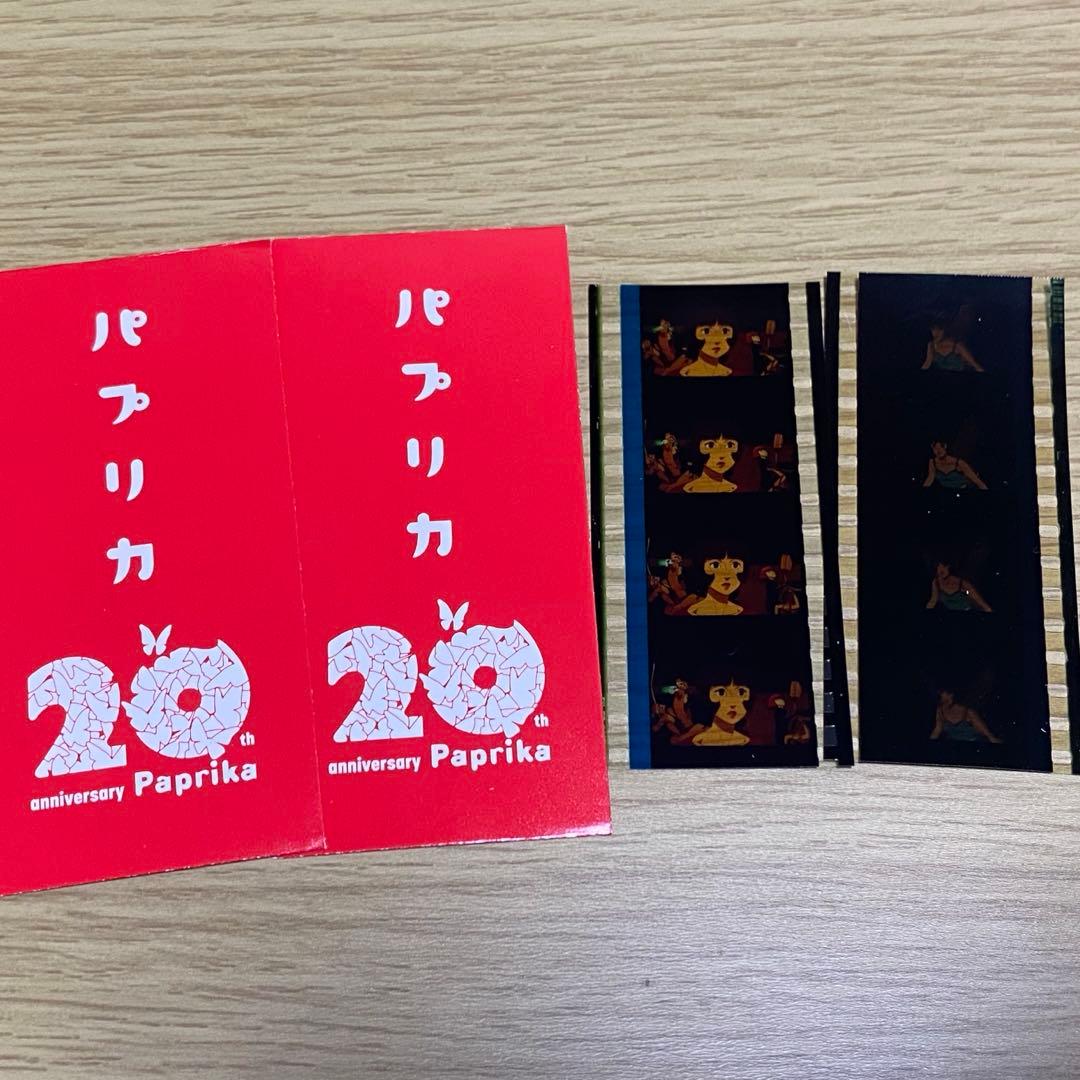 パプリカ
20th
anniversary Paprika
パプリカ
20th
anniversary Paprika